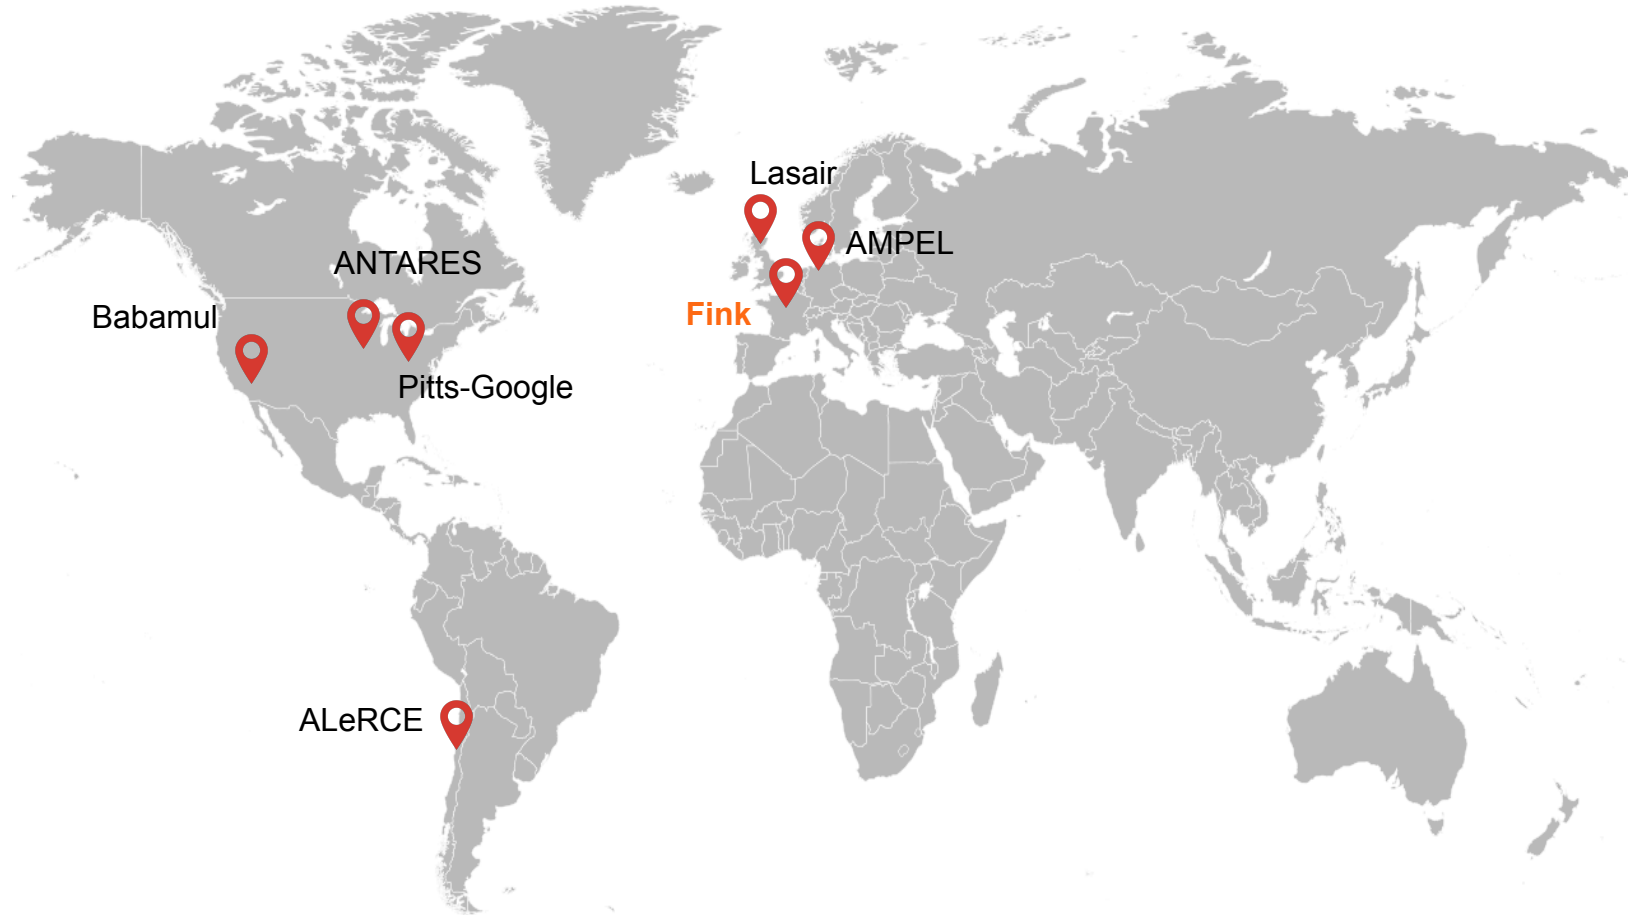 Lasair
AMPEL
ANTARES
Babamul
Fink
Pitts-Google
ALeRCE